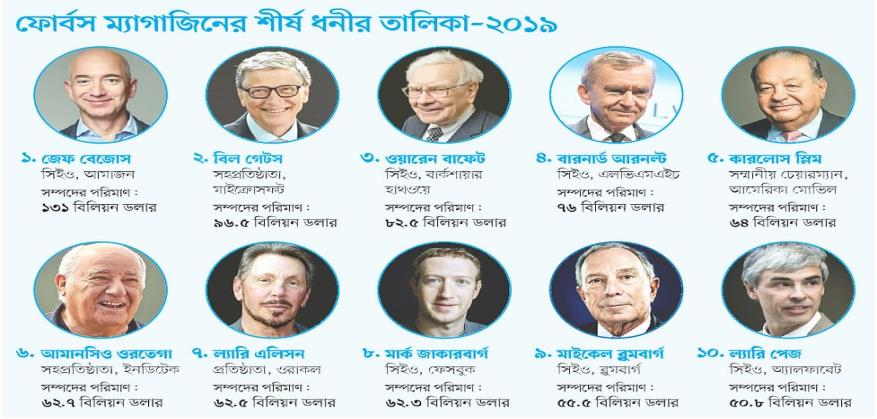 ফোর্বস ম্যাগাজিনের শীর্ষ ধনীর তালিকা-২০১৯
১. জেফ বেজোস
সিইও, আমাজন
সম্পদের পরিমাণ :
১৩১ বিলিয়ন ডলার
২. বিল গেটস
সহপ্রতিষ্ঠাতা,
মাইক্রোসফট
সম্পদের পরিমাণ :
৯৬.৫ বিলিয়ন ডলার
৩. ওয়ারেন বাফেট
সিইও, বার্কশায়ার
হাথওয়ে
সম্পদের পরিমাণ :
৮২.৫ বিলিয়ন ডলার
৪. বারনার্ড আরনল্ট
সিইও, এলভিএমএইচ
সম্পদের পরিমাণ :
৭৬ বিলিয়ন ডলার
৫. কারলোস স্লিম
সম্মানীয় চেয়ারম্যান,
আমেরিকা মোভিল
সম্পদের পরিমাণ :
৬৪ বিলিয়ন ডলার
৬. আমানসিও ওরতেগা
সহপ্রতিষ্ঠাতা, ইনডিটেক
সম্পদের পরিমাণ :
৬২.৭ বিলিয়ন ডলার
৭. ল্যারি এলিসন
প্রতিষ্ঠাতা, ওরাকল
সম্পদের পরিমাণ :
৬২.৫ বিলিয়ন ডলার
৮. মার্ক জাকারবার্গ
সিইও, ফেসবুক
সম্পদের পরিমাণ :
৬২.৩ বিলিয়ন ডলার
৯. মাইকেল ব্লুমবার্গ
সিইও, ব্লুমবার্গ
সম্পদের পরিমাণ :
৫৫.৫ বিলিয়ন ডলার
১০. ল্যারি পেজ
সিইও, অ্যালফাবেট
সম্পদের পরিমাণ :
৫০.৮ বিলিয়ন ডলার